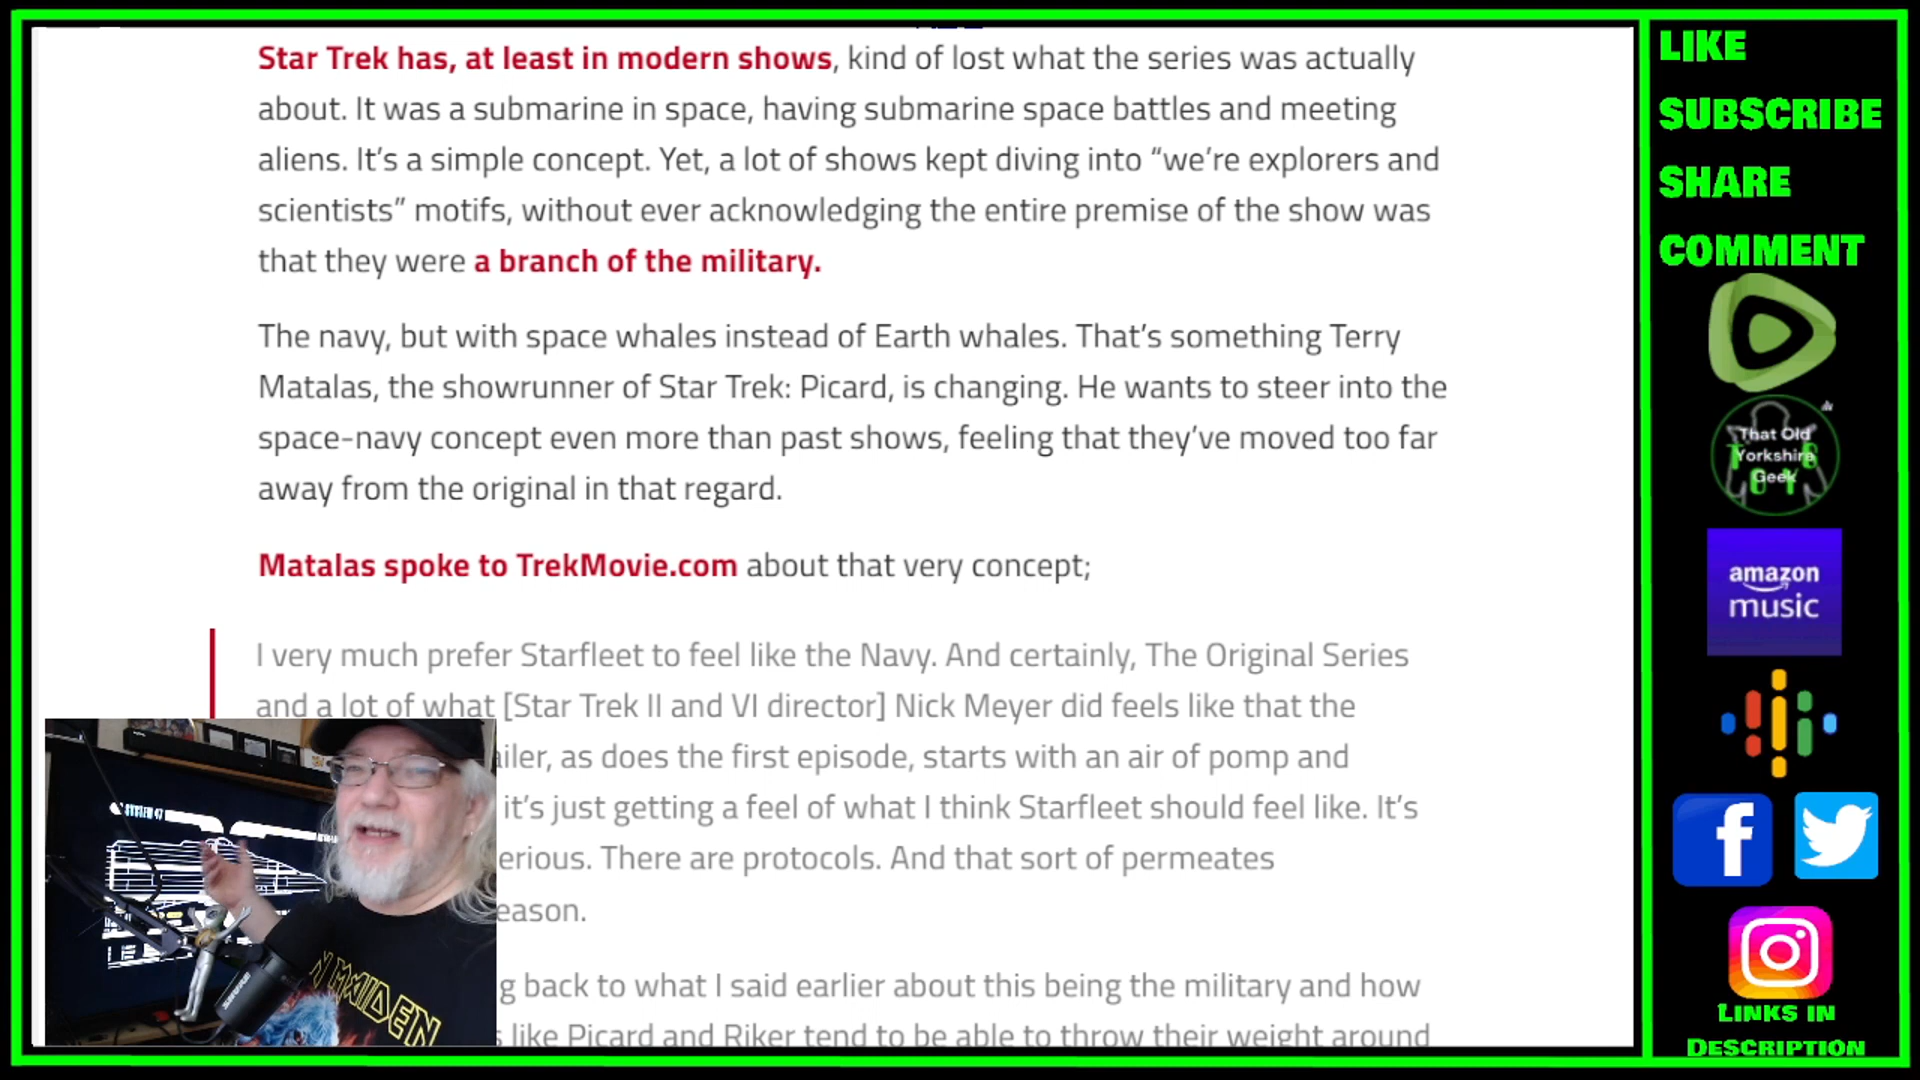 Star Trek has, at least in modern shows, kind of lost what the series was actually
about. It was a submarine in space, having submarine space battles and meeting
aliens. It’s a simple concept. Yet, a lot of shows kept diving into “we’re explorers and
scientists” motifs, without ever acknowledging the entire premise of the show was
that they were a branch of the military.
The navy, but with space whales instead of Earth whales. That’s something Terry
Matalas, the showrunner of Star Trek: Picard, is changing. He wants to steer into the
space-navy concept even more than past shows, feeling that they’ve moved too far
away from the original in that regard.
Matalas spoke to TrekMovie.com about that very concept;
I very much prefer Starfleet to feel like the Navy. And certainly, The Original Series
and a lot of what [Star Trek II and VI director] Nick Meyer did feels like that the
ailer, as does the first episode, starts with an air of pomp and
it’s just getting a feel of what I think Starfleet should feel like. It’s
erious. There are protocols. And that sort of permeates
eason.
g back to what I said earlier about this being the military and how
s like Picard and Riker tend to be able to throw their weight around
SYSTEM 47
SHURE
N MAIDEN
LIKE
SUBSCRIBE
SHARE
COMMENT
That Old
Yorkshire
Geek
amazon
music
LINKS IN
DESCRIPTION